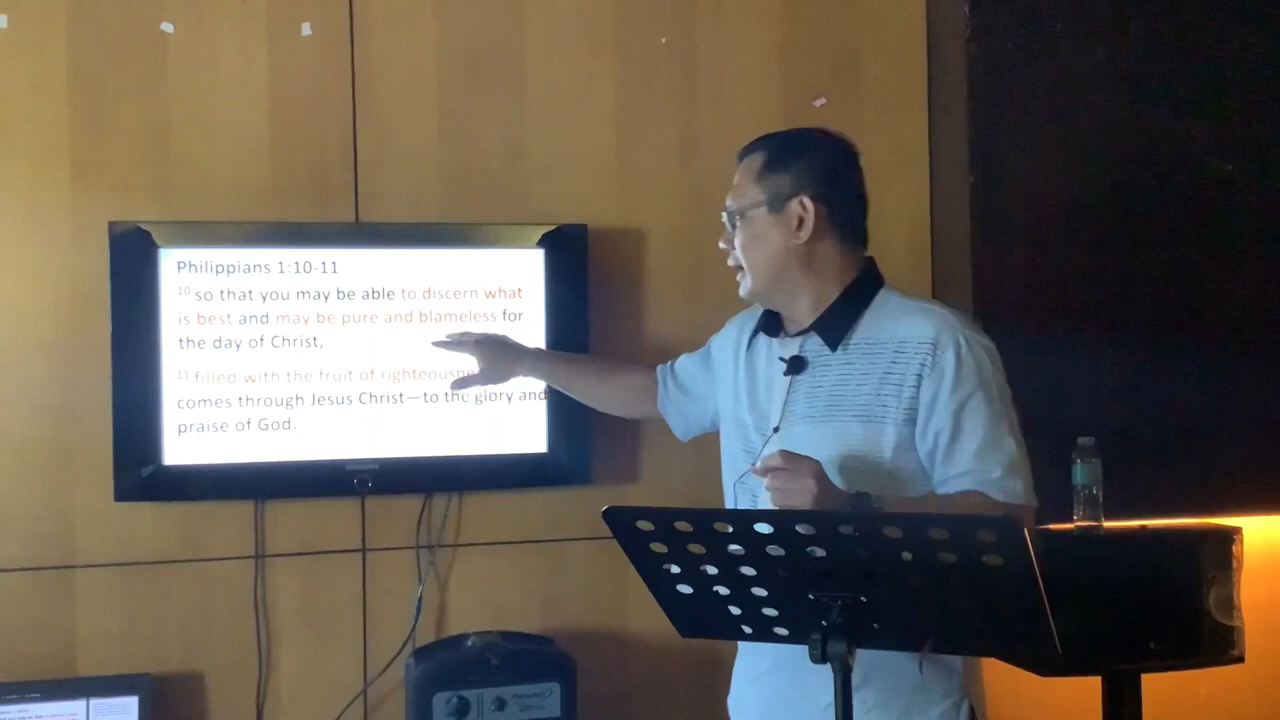 Philippians 1:10-11
10 so that you may be able to discern what
is best and may be pure and blameless for
the day of Christ,
11 filled with the fruit of righteousne
comes through Jesus Christ—to the glory and
praise of God.